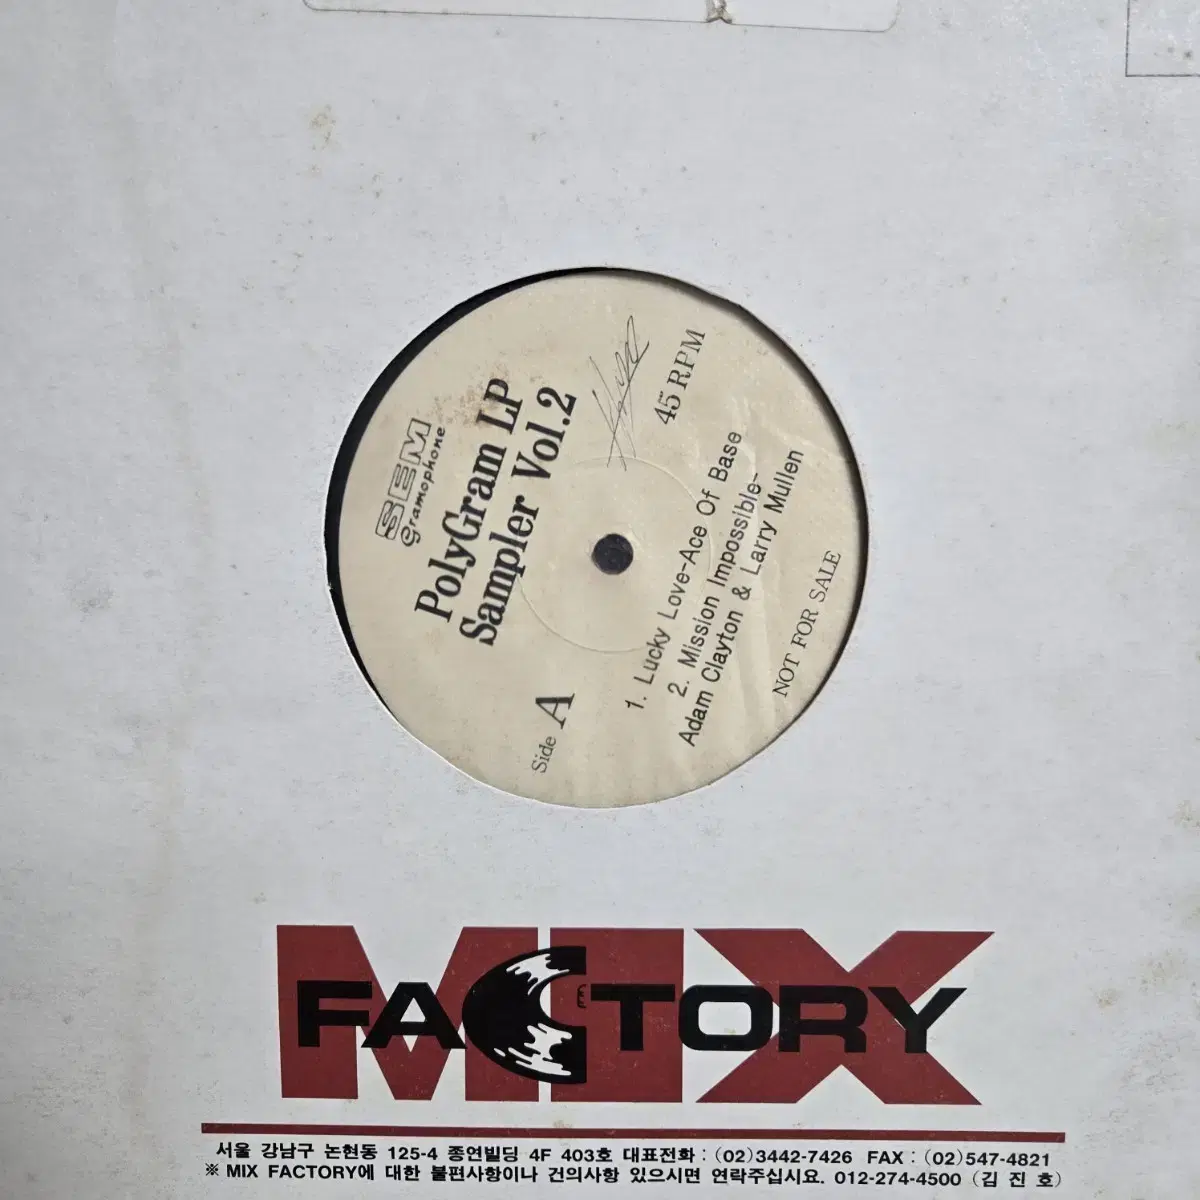 SEM
gramophone
PolyGram LP
Sampler Vol.2
45 RPM
Side A
1. Lucky Love-Ace Of Base
2. Mission Impossible-
Adam Clayton & Larry Mullen
NOT FOR SALE
MIX
FACTORY
서울 강남구 논현동 125-4 종연빌딩 4F 403호 대표전화 : (02)3442-7426 FAX : (02)547-4821
※ MIX FACTORY에 대한 불편사항이나 건의사항 있으시면 연락주십시요. 012-274-4500 (김 진 호)